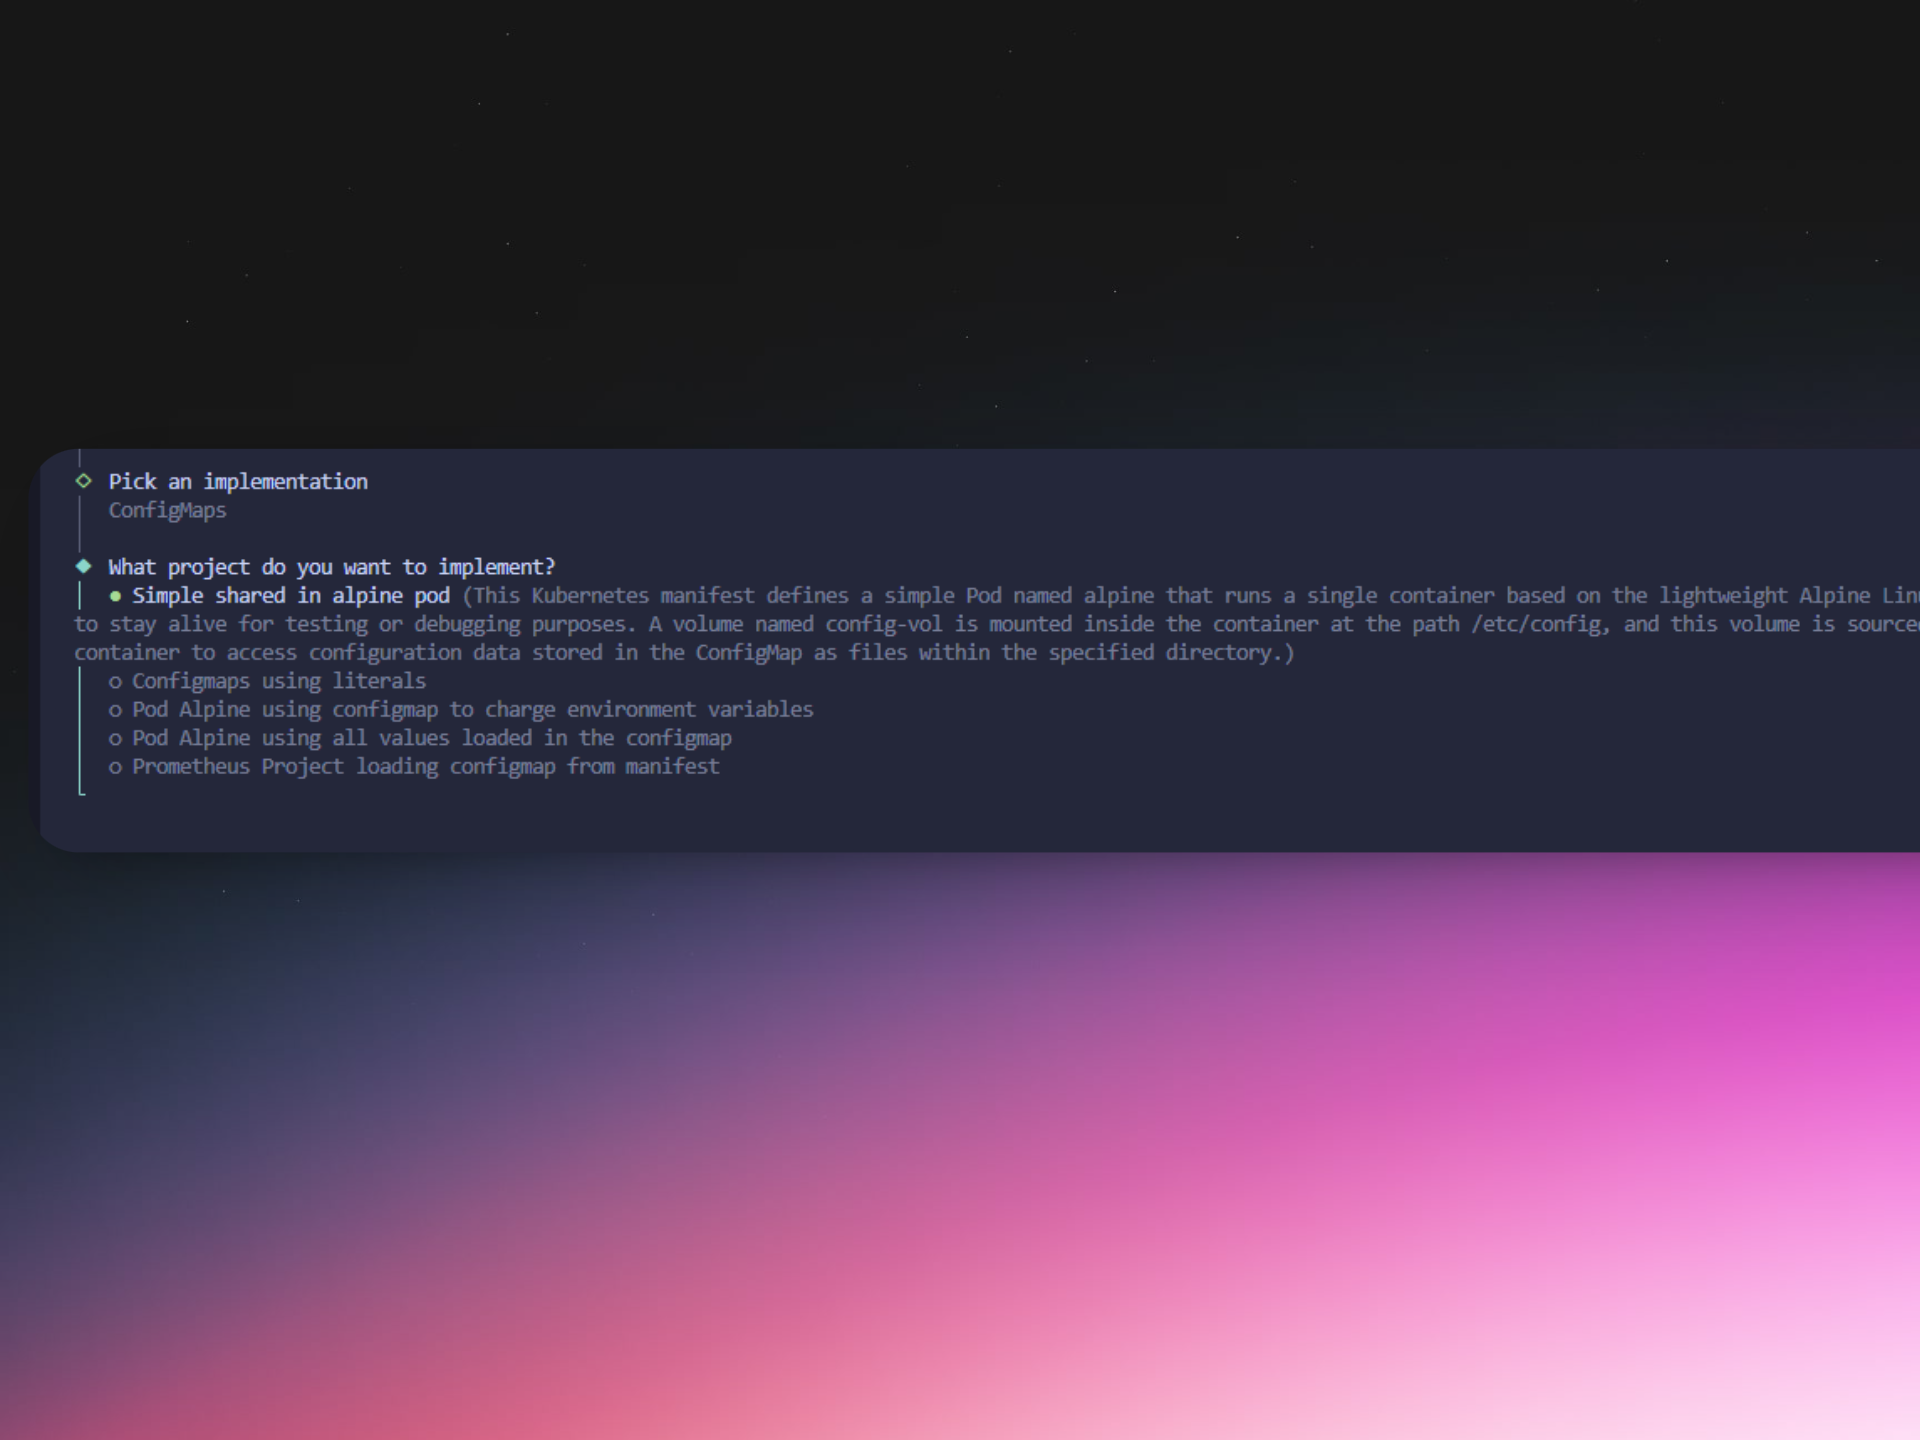 Pick an implementation
ConfigMaps
What project do you want to implement?
Simple shared in alpine pod (This Kubernetes manifest defines a simple Pod named alpine that runs a single container based on the lightweight Alpine
to stay alive for testing or debugging purposes. A volume named config-vol is mounted inside the container at the path /etc/config, and this volume is
container to access configuration data stored in the ConfigMap as files within the specified directory.)
Configmaps using literals
Pod Alpine using configmap to charge environment variables
Pod Alpine using all values loaded in the configmap
Prometheus Project loading configmap from manifest